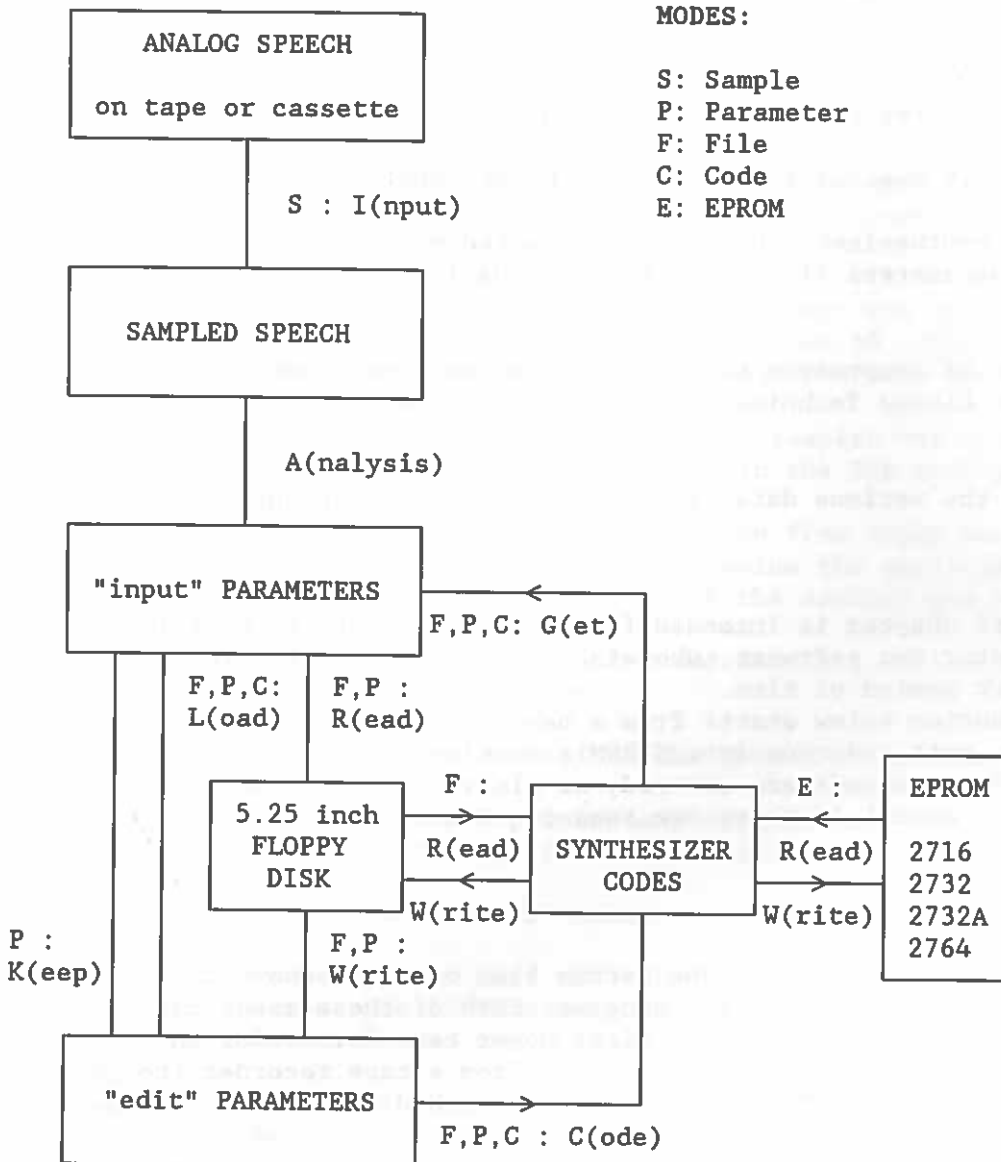 ANALOG SPEECH
on tape or cassette
MODES:
S: Sample
P: Parameter
F: File
C: Code
E: EPROM
S : I(nput)
SAMPLED SPEECH
A(nalysis)
"input" PARAMETERS
F,P,C: G(et)
F,P,C:
L(oad)
F,P :
R(ead)
5.25 inch
FLOPPY
DISK
F :
R(ead)
W(rite)
SYNTHESIZER
CODES
E :
R(ead)
W(rite)
EPROM
2716
2732
2732A
2764
P :
K(eep)
F,P :
W(rite)
"edit" PARAMETERS
F,P,C : C(ode)